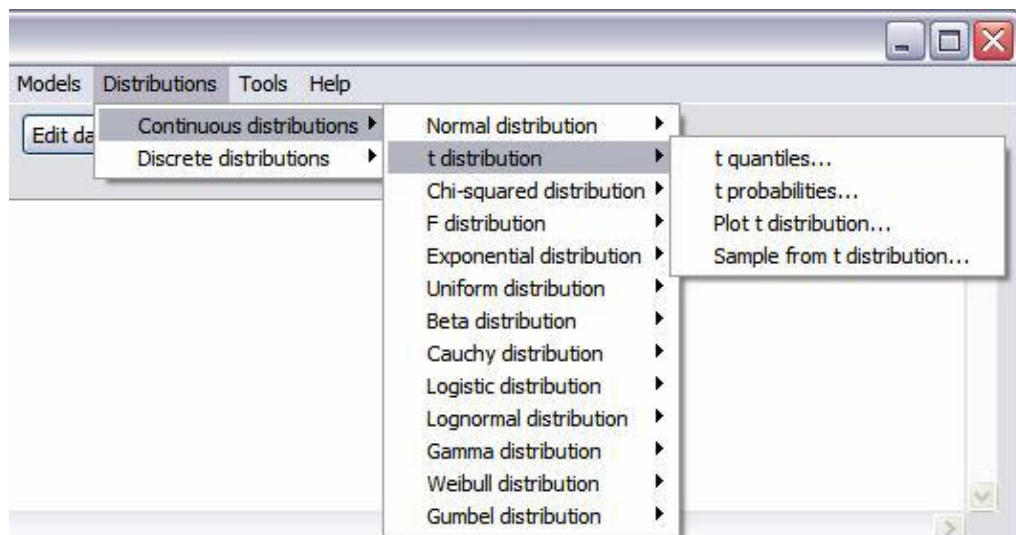 Models Distributions Tools Help
Edit da
Continuous distributions
Discrete distributions
Normal distribution
t distribution
Chi-squared distribution
F distribution
Exponential distribution
Uniform distribution
Beta distribution
Cauchy distribution
Logistic distribution
Lognormal distribution
Gamma distribution
Weibull distribution
Gumbel distribution
t quantiles...
t probabilities...
Plot t distribution...
Sample from t distribution...